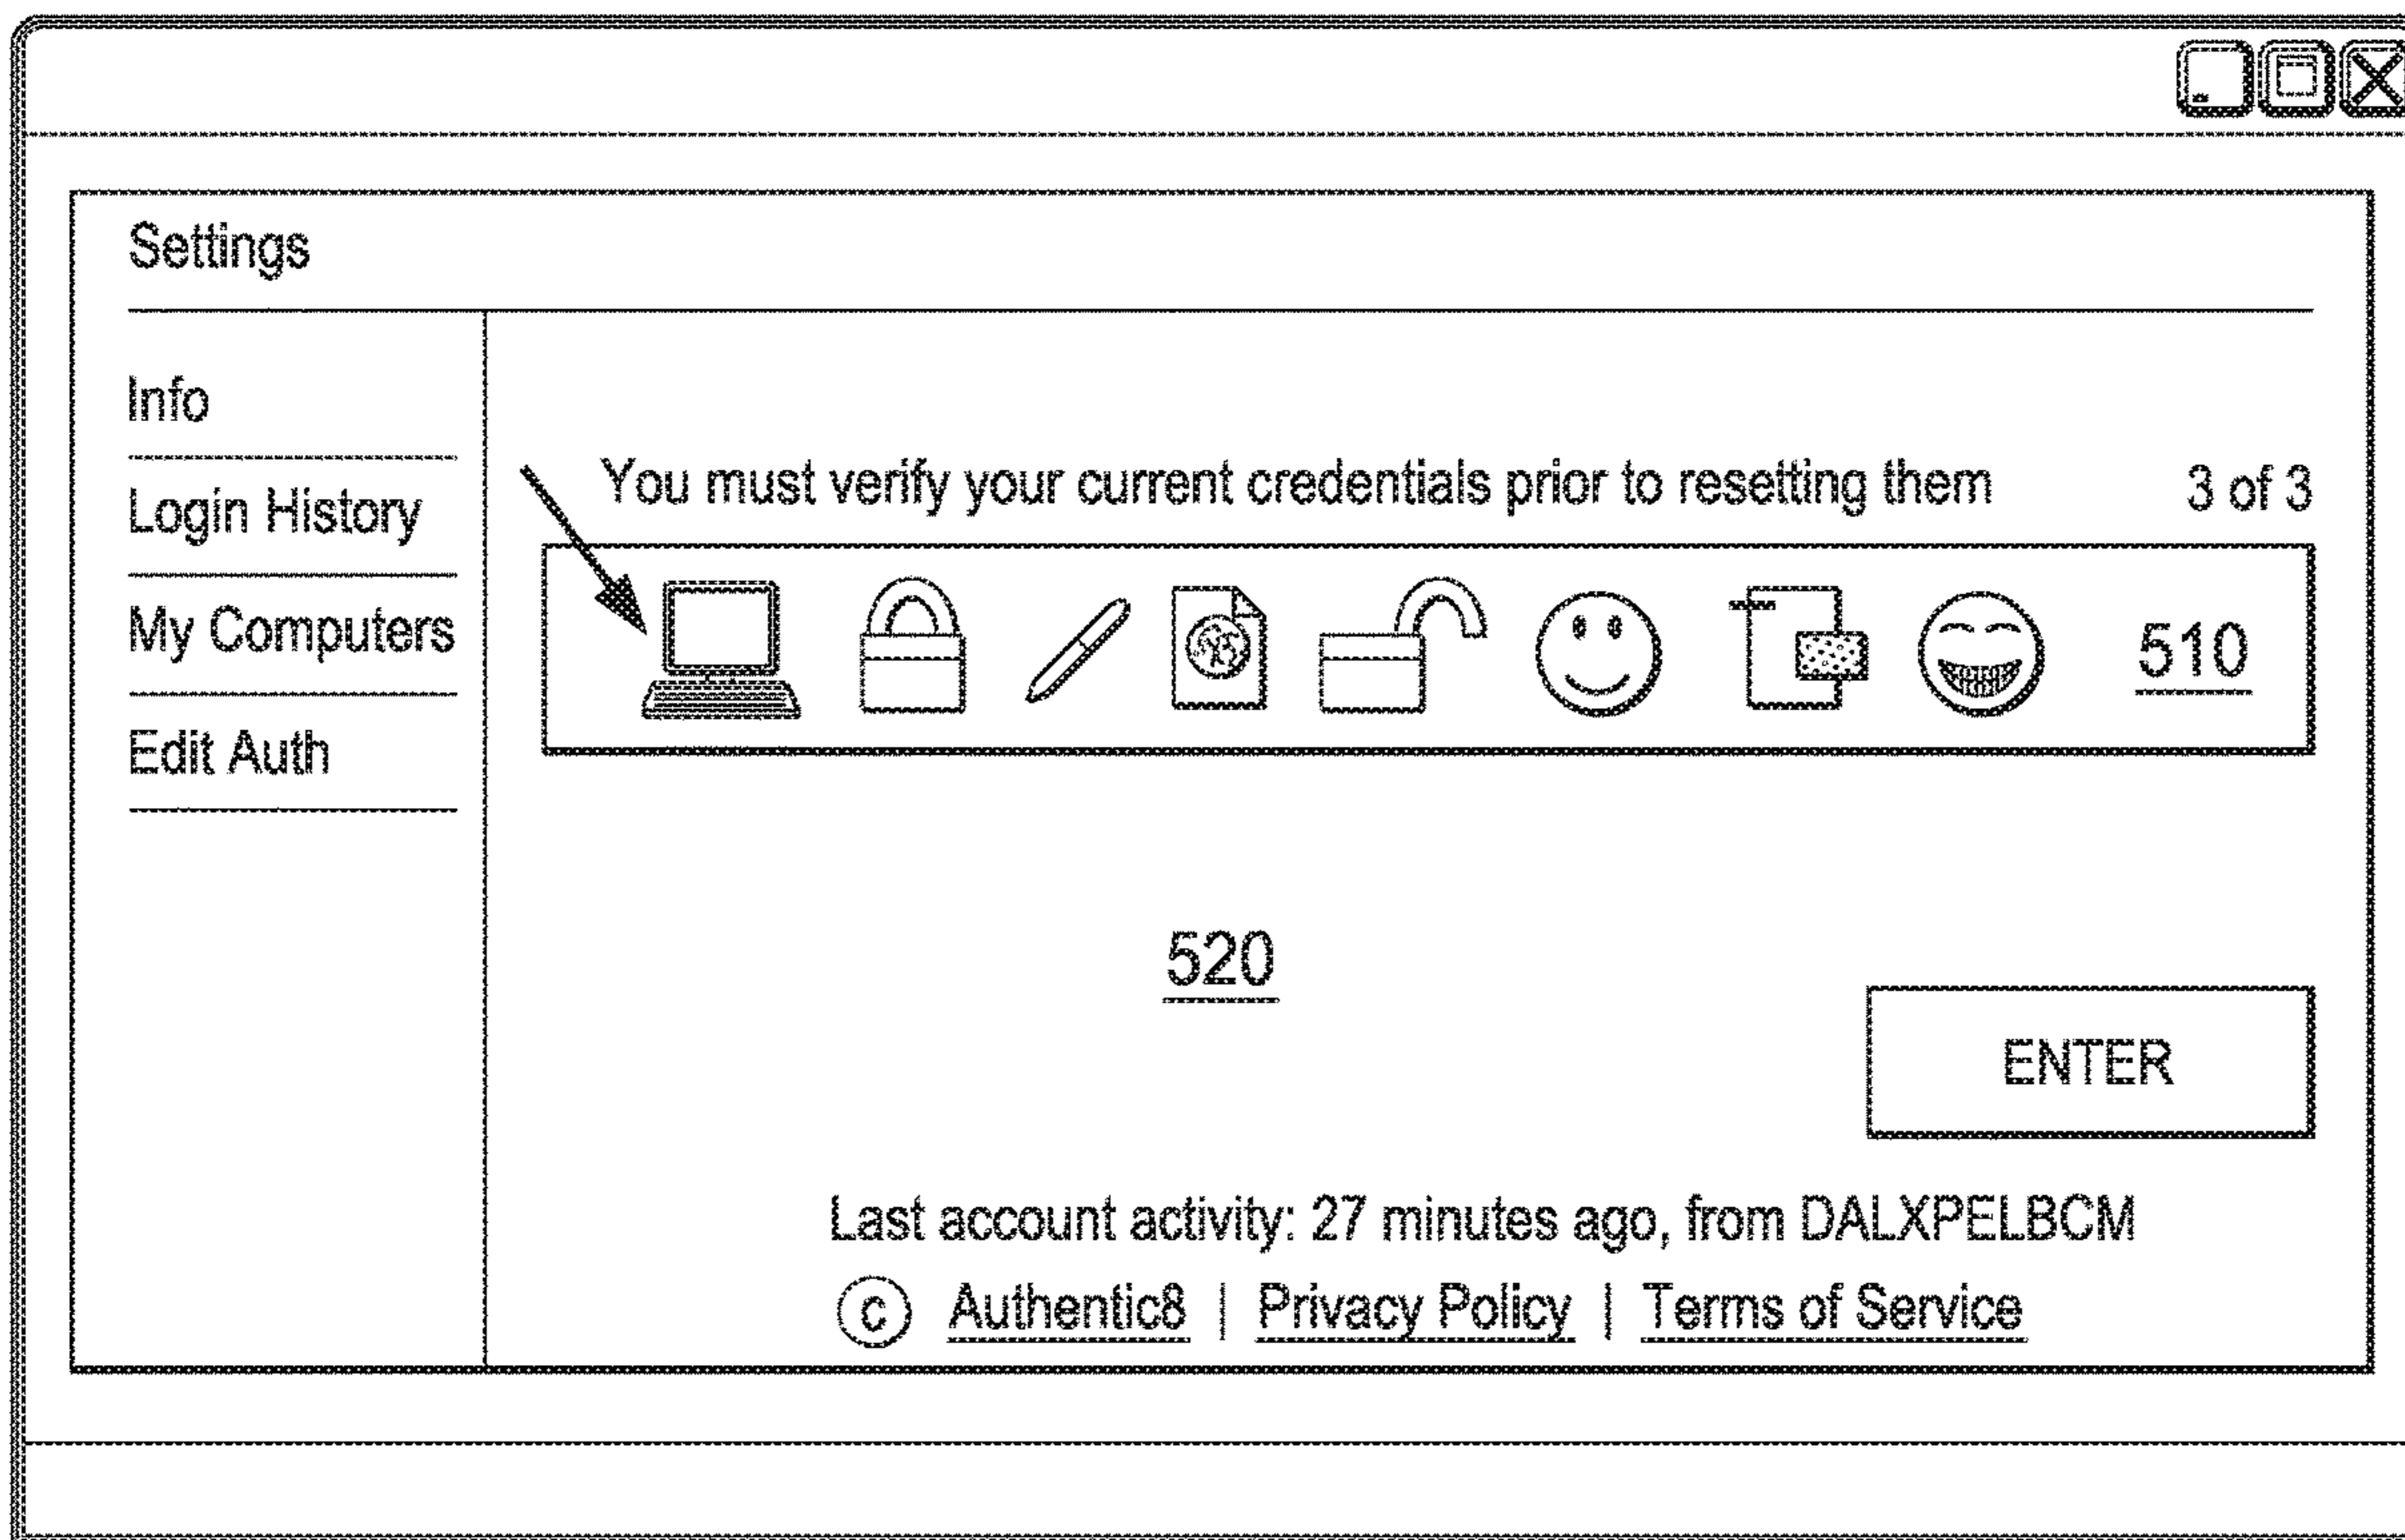 Settings
Info
Login History
My Computers
Edit Auth
You must verify your current credentials prior to resetting them 3 of 3
510
520
ENTER
Last account activity: 27 minutes ago, from DALXPELBCM
© Authentic8 | Privacy Policy | Terms of Service